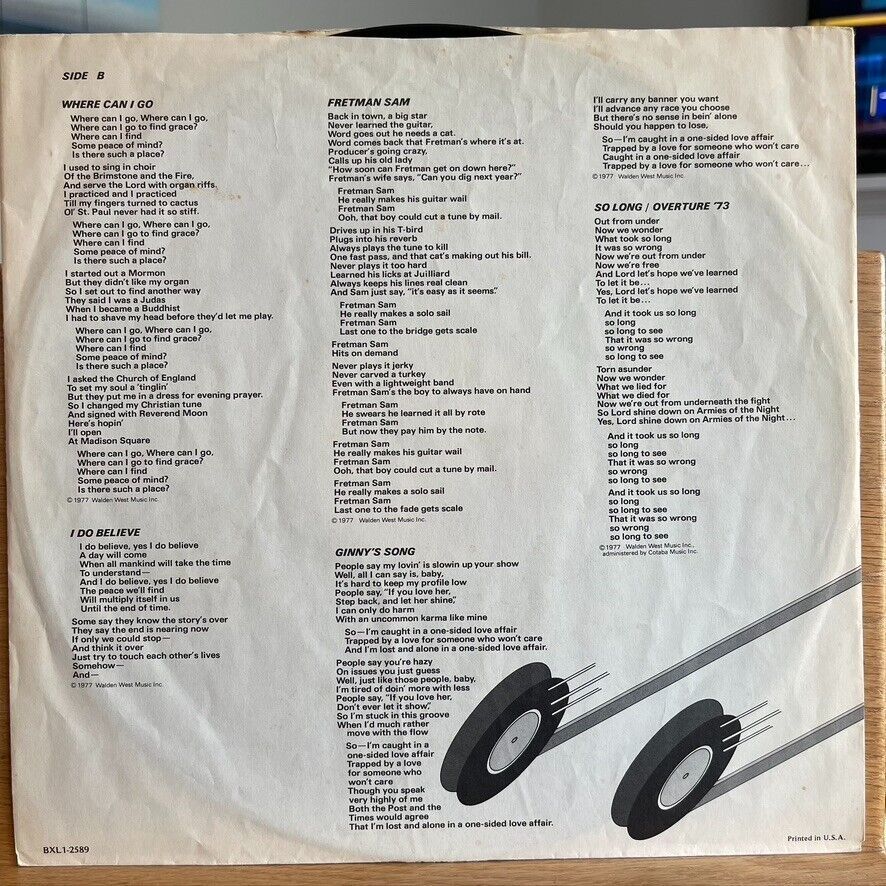 SIDE B
WHERE CAN I GO
Where can I go, Where can I go,
Where can I go to find grace?
Where can I find
Some peace of mind?
Is there such a place?
I used to sing in choir
Of the Brimstone and the Fire,
And serve the Lord with organ riffs.
I practiced and I practiced
Till my fingers turned to cactus
Ol' St. Paul never had it so stiff.
Where can I go, Where can I go,
Where can I go to find grace?
Where can I find
Some peace of mind?
Is there such a place?
I started out a Mormon
But they didn't like my organ
So I set out to find another way
They said I was a Judas
When I became a Buddhist
I had to shave my head before they'd let me play.
Where can I go, Where can I go,
Where can I go to find grace?
Where can I find
Some peace of mind?
Is there such a place?
I asked the Church of England
To set my soul a 'tinglin'
But they put me in a dress for evening prayer.
So I changed my Christian tune
And signed with Reverend Moon
Here's hopin'
I'll open
At Madison Square
Where can I go, Where can I go,
Where can I go to find grace?
Where can I find
Some peace of mind?
Is there such a place?
© 1977 Walden West Music Inc.
I DO BELIEVE
I do believe, yes I do believe
A day will come
When all mankind will take the time
To understand—
And I do believe, yes I do believe
The peace we'll find
Will multiply itself in us
Until the end of time.
Some say they know the story's over
They say the end is nearing now
If only we could stop—
And think it over
Just try to touch each other's lives
Somehow—
And—
© 1977 Walden West Music Inc.
FRETMAN SAM
Back in town, a big star
Never learned the guitar,
Word goes out he needs a cat.
Word comes back that Fretman's where it's at.
Producer's going crazy,
Calls up his old lady
"How soon can Fretman get on down here?"
Fretman's wife says, "Can you dig next year?"
Fretman Sam
He really makes his guitar wail
Fretman Sam
Ooh, that boy could cut a tune by mail.
Drives up in his T-bird
Plugs into his reverb
Always plays the tune to kill
One fast pass, and that cat's making out his bill.
Never plays it too hard
Learned his licks at Juilliard
Always keeps his lines real clean
And Sam just say, "it's easy as it seems."
Fretman Sam
He really makes a solo sail
Fretman Sam
Last one to the bridge gets scale
Fretman Sam
Hits on demand
Never plays it jerky
Never carved a turkey
Even with a lightweight band
Fretman Sam's the boy to always have on hand
Fretman Sam
He swears he learned it all by rote
Fretman Sam
But now they pay him by the note.
Fretman Sam
He really makes his guitar wail
Fretman Sam
Ooh, that boy could cut a tune by mail.
Fretman Sam
He really makes a solo sail
Fretman Sam
Last one to the fade gets scale
© 1977 Walden West Music Inc.
GINNY'S SONG
People say my lovin' is slowin up your show
Well, all I can say is, baby,
It's hard to keep my profile low
People say, "If you love her,
Step back, and let her shine,"
I can only do harm
With an uncommon karma like mine
So—I'm caught in a one-sided love affair
Trapped by a love for someone who won't care
And I'm lost and alone in a one-sided love affair.
People say you're hazy
On issues you just guess
Well, just like those people, baby,
I'm tired of doin' more with less
People say, "If you love her,
Don't ever let it show,"
So I'm stuck in this groove
When I'd much rather
move with the flow
So—I'm caught in a
one-sided love affair
Trapped by a love
for someone who
won't care
Though you speak
very highly of me
Both the Post and the
Times would agree
That I'm lost and alone in a one-sided love affair.
I'll carry any banner you want
I'll advance any race you choose
But there's no sense in bein' alone
Should you happen to lose,
So—I'm caught in a one-sided love affair
Trapped by a love for someone who won't care
Caught in a one-sided love affair
Trapped by a love for someone who won't care...
© 1977 Walden West Music Inc.
SO LONG / OVERTURE '73
Out from under
Now we wonder
What took so long
It was so wrong
Now we're out from under
Now we're free
And Lord let's hope we've learned
To let it be...
Yes, Lord let's hope we've learned
To let it be...
And it took us so long
so long
so long to see
That it was so wrong
so wrong
so long to see
Torn asunder
Now we wonder
What we lied for
What we died for
Now we're out from underneath the fight
So Lord shine down on Armies of the Night
Yes, Lord shine down on Armies of the Night...
And it took us so long
so long
so long to see
That it was so wrong
so wrong
so long to see
And it took us so long
so long
so long to see
That it was so wrong
so wrong
so long to see
© 1977 Walden West Music Inc.,
administered by Cotaba Music Inc.
BXL1-2589
Printed in U.S.A.